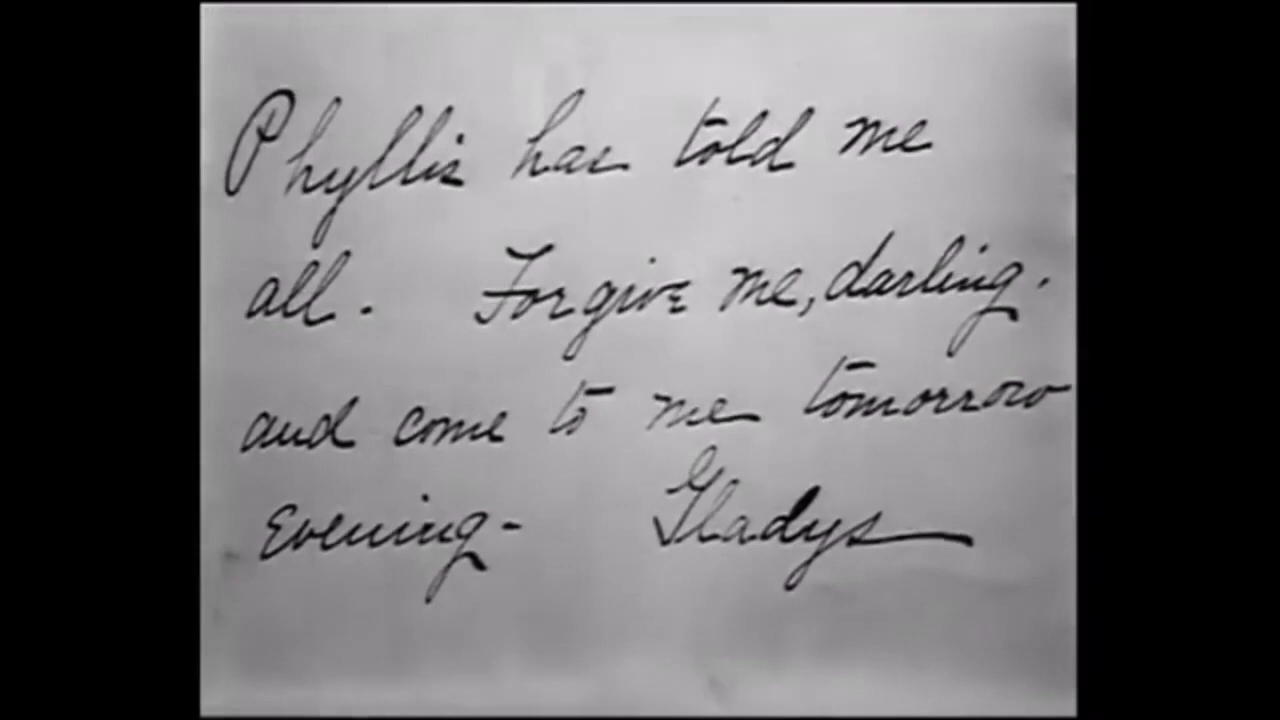 Phyllis has told me
all. Forgive me, darling.
and come to me tomorrow
evening- Gladys